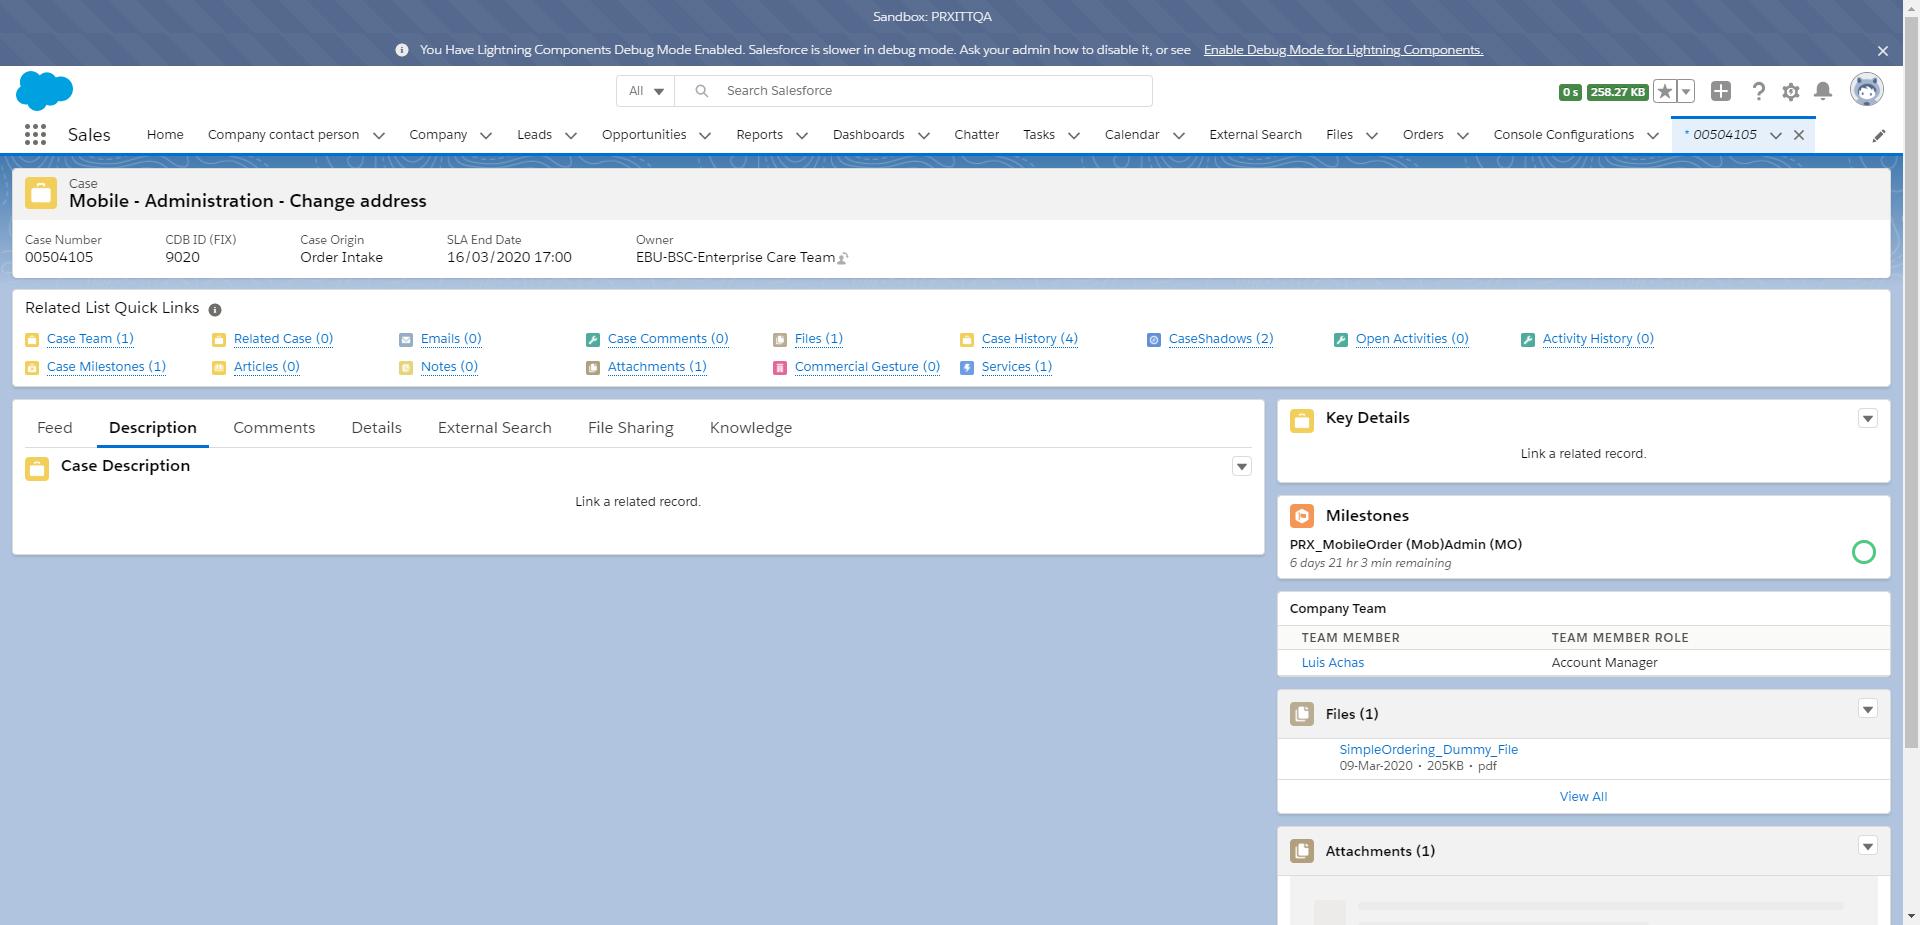 Sandbox: PRXITTQA
You Have Lightning Components Debug Mode Enabled. Salesforce is slower in debug mode. Ask your admin how to disable it, or see Enable Debug Mode for Lightning Components.
All Search Salesforce 0 s 258.27 KB
Sales Home Company contact person Company Leads Opportunities Reports Dashboards Chatter Tasks Calendar External Search Files Orders Console Configurations * 00504105
Case
Mobile - Administration - Change address
Case Number CDB ID (FIX) Case Origin SLA End Date Owner
00504105 9020 Order Intake 16/03/2020 17:00 EBU-BSC-Enterprise Care Team
Related List Quick Links
Case Team (1) Related Case (0) Emails (0) Case Comments (0) Files (1) Case History (4) CaseShadows (2) Open Activities (0) Activity History (0)
Case Milestones (1) Articles (0) Notes (0) Attachments (1) Commercial Gesture (0) Services (1)
Feed Description Comments Details External Search File Sharing Knowledge
Case Description
Link a related record.
Key Details
Link a related record.
Milestones
PRX_MobileOrder (Mob)Admin (MO)
6 days 21 hr 3 min remaining
Company Team
TEAM MEMBER TEAM MEMBER ROLE
Luis Achas Account Manager
Files (1)
SimpleOrdering_Dummy_File
09-Mar-2020 • 205KB • pdf
View All
Attachments (1)